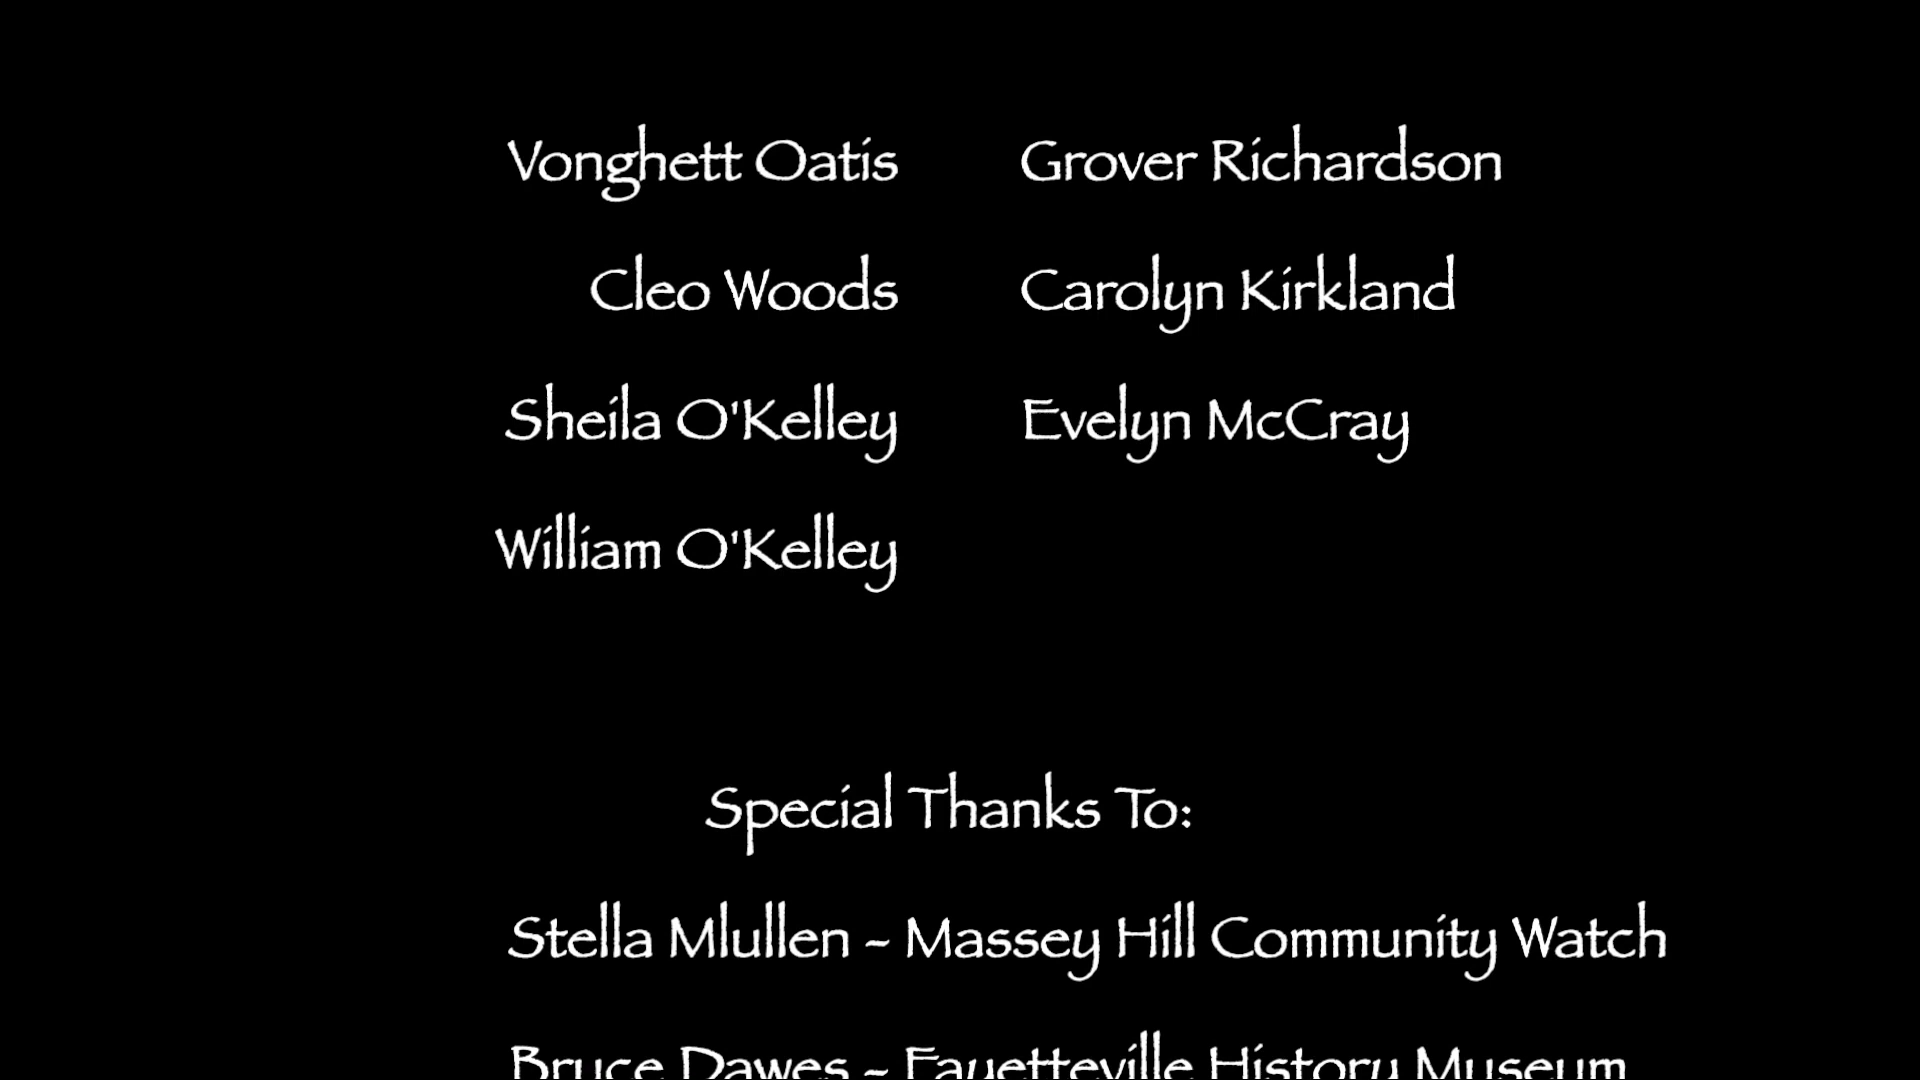 Vonghett Oatis Grover Richardson
Cleo Woods Carolyn Kirkland
Sheila O'Kelley Evelyn McCray
William O'Kelley
Special Thanks To:
Stella Mlullen - Massey Hill Community Watch
Bruce Dawes - Fayetteville History Museum